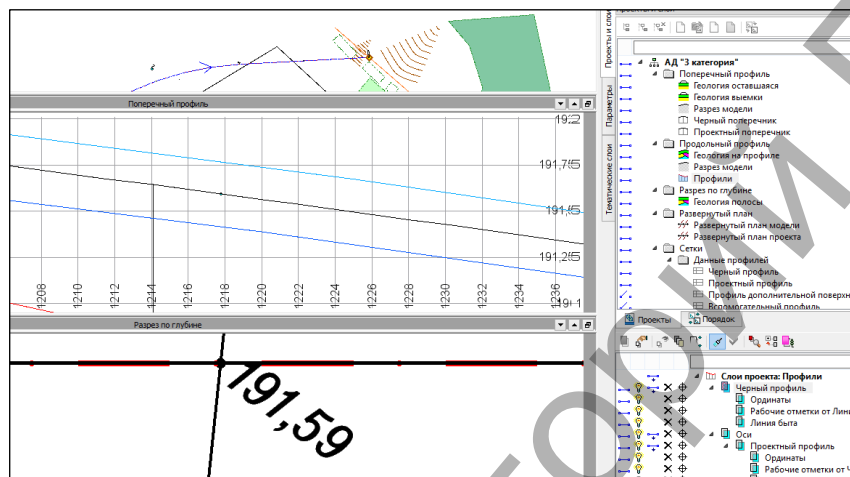 Проекты и слои
Параметры
Тематические слои
Поперечный профиль
192
191,75
191,5
191,25
191
1208
1210
1212
1214
1216
1218
1220
1222
1224
1226
1228
1230
1232
1234
1236
Разрез по глубине
191,59
АД "3 категория"
Поперечный профиль
Геология оставшаяся
Геология выемки
Разрез модели
Черный поперечник
Проектный поперечник
Продольный профиль
Геология на профиле
Разрез модели
Профили
Разрез по глубине
Геология полосы
Развернутый план
Развернутый план модели
Развернутый план проекта
Сетки
Данные профилей
Черный профиль
Проектный профиль
Профиль дополнительной поверхн
Вспомогательный профиль
Проекты
Порядок
Слои проекта: Профили
Черный профиль
Ординаты
Рабочие отметки от Лини
Линия быта
Оси
Проектный профиль
Ординаты
Рабочие отметки от Ч